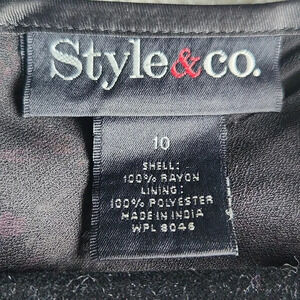 Style&co.
10
SHELL:
100% RAYON
LINING:
100% POLYESTER
MADE IN INDIA
WPL 8046